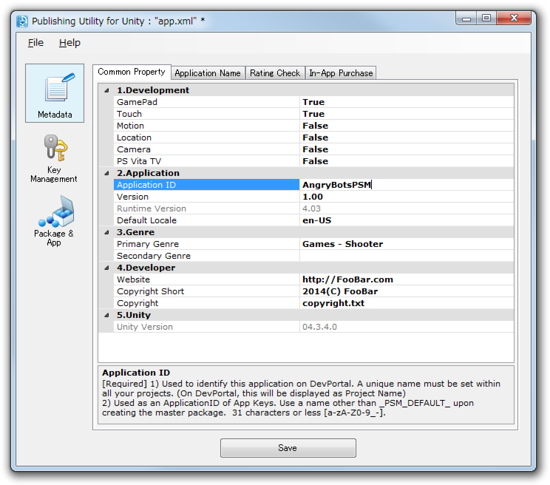 Publishing Utility for Unity : "app.xml" *
File Help
Common Property Application Name Rating Check In-App Purchase
Metadata
Key
Management
Package &
App
1.Development
GamePad True
Touch True
Motion False
Location False
Camera False
PS Vita TV False
2.Application
Application ID AngryBotsPSM
Version 1.00
Runtime Version 4.03
Default Locale en-US
3.Genre
Primary Genre Games - Shooter
Secondary Genre
4.Developer
Website http://FooBar.com
Copyright Short 2014(C) FooBar
Copyright copyright.txt
5.Unity
Unity Version 04.3.4.0
Application ID
[Required] 1) Used to identify this application on DevPortal. A unique name must be set within
all your projects. (On DevPortal, this will be displayed as Project Name)
2) Used as an ApplicationID of App Keys. Use a name other than _PSM_DEFAULT_ upon
creating the master package.  31 characters or less [a-zA-Z0-9_-].
Save